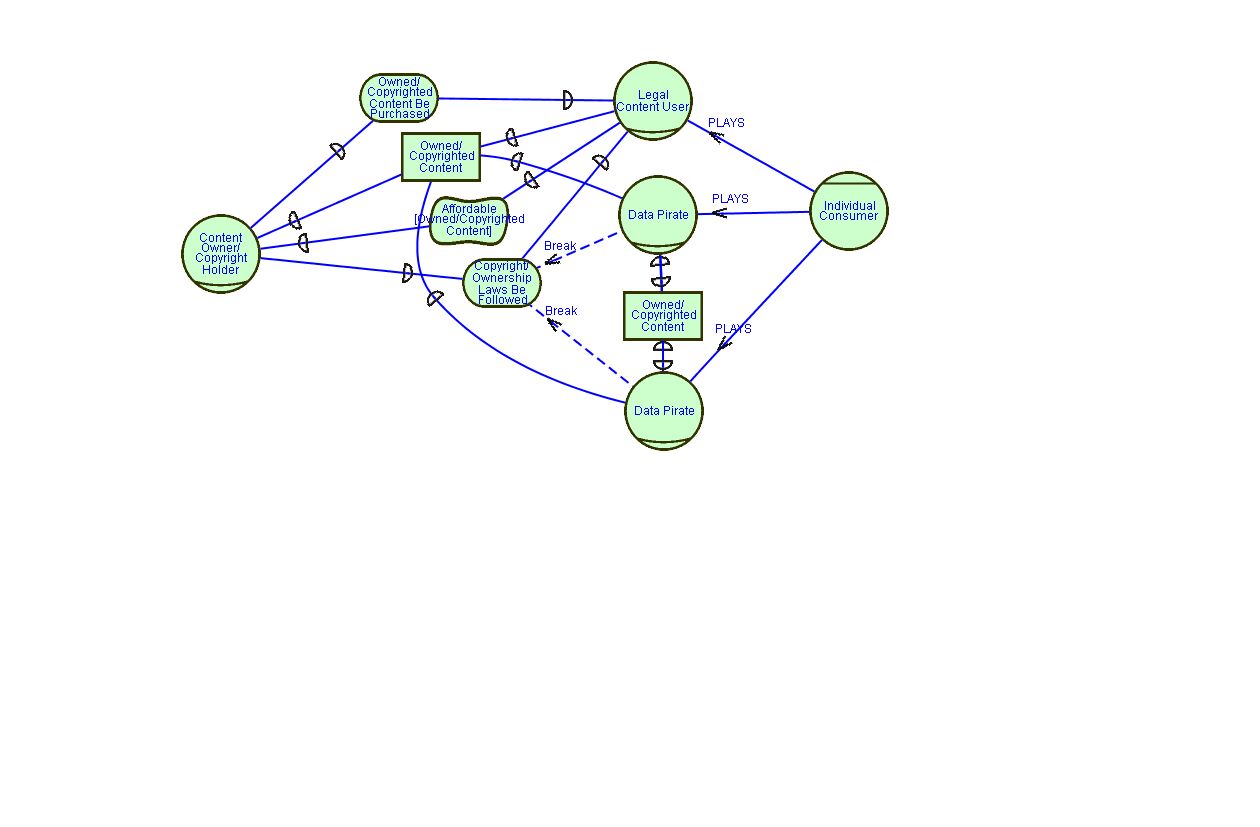 Owned/
Copyrighted
Content Be
Purchased
Legal
Content User
PLAYS
Owned/
Copyrighted
Content
PLAYS
Individual
Consumer
Affordable
[Owned/Copyrighted
Content]
Data Pirate
Content
Owner/
Copyright
Holder
Break
Copyright/
Ownership
Laws Be
Followed
Break
Owned/
Copyrighted
Content
PLAYS
Data Pirate